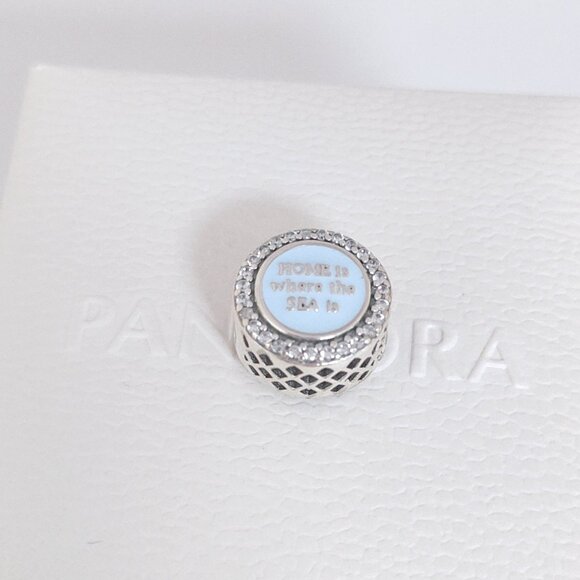 HOME is
where the
SEA is
PANDORA